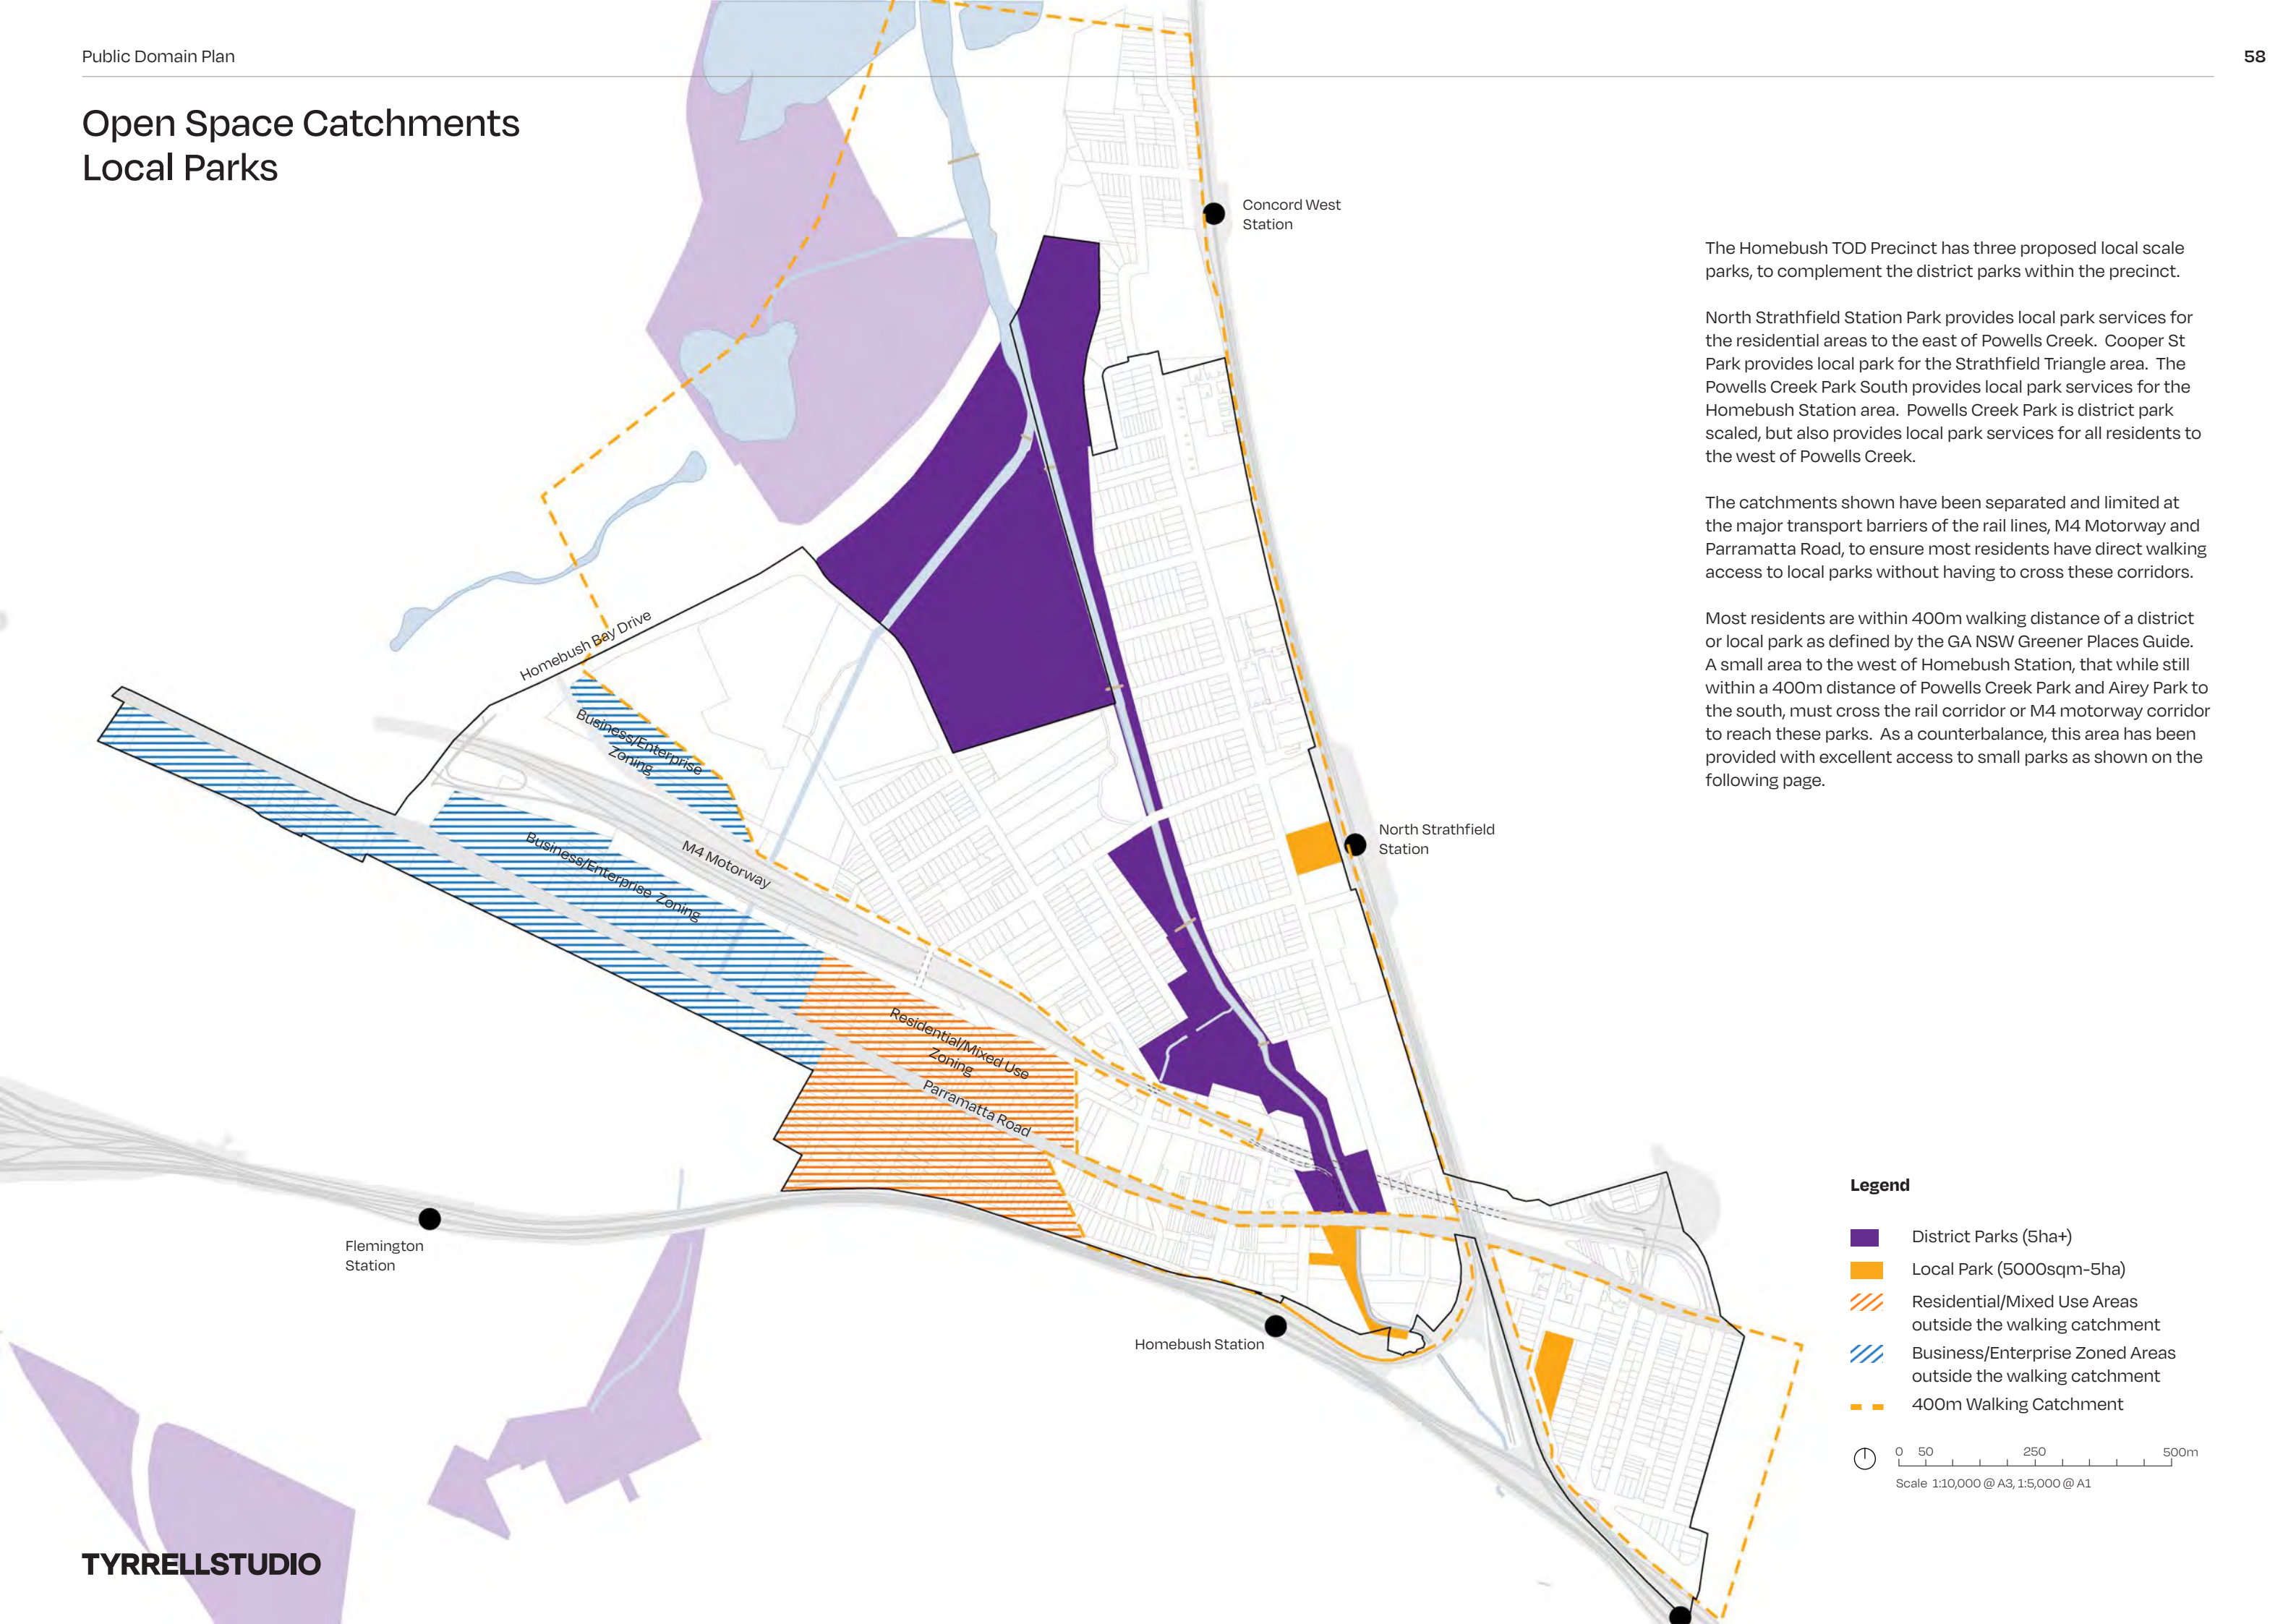 Public Domain Plan
58
Open Space Catchments
Local Parks
Concord West
Station
The Homebush TOD Precinct has three proposed local scale
parks, to complement the district parks within the precinct.
North Strathfield Station Park provides local park services for
the residential areas to the east of Powells Creek.  Cooper St
Park provides local park for the Strathfield Triangle area.  The
Powells Creek Park South provides local park services for the
Homebush Station area.  Powells Creek Park is district park
scaled, but also provides local park services for all residents to
the west of Powells Creek.
The catchments shown have been separated and limited at
the major transport barriers of the rail lines, M4 Motorway and
Parramatta Road, to ensure most residents have direct walking
access to local parks without having to cross these corridors.
Most residents are within 400m walking distance of a district
or local park as defined by the GA NSW Greener Places Guide.
A small area to the west of Homebush Station, that while still
within a 400m distance of Powells Creek Park and Airey Park to
the south, must cross the rail corridor or M4 motorway corridor
to reach these parks.  As a counterbalance, this area has been
provided with excellent access to small parks as shown on the
following page.
Homebush Bay Drive
Business/Enterprise
Zoning
Business/Enterprise Zoning
M4 Motorway
North Strathfield
Station
Residential/Mixed Use
Zoning
Parramatta Road
Flemington
Station
Homebush Station
Legend
District Parks (5ha+)
Local Park (5000sqm-5ha)
Residential/Mixed Use Areas
outside the walking catchment
Business/Enterprise Zoned Areas
outside the walking catchment
400m Walking Catchment
0 50 250 500m
Scale 1:10,000 @ A3, 1:5,000 @ A1
TYRRELLSTUDIO